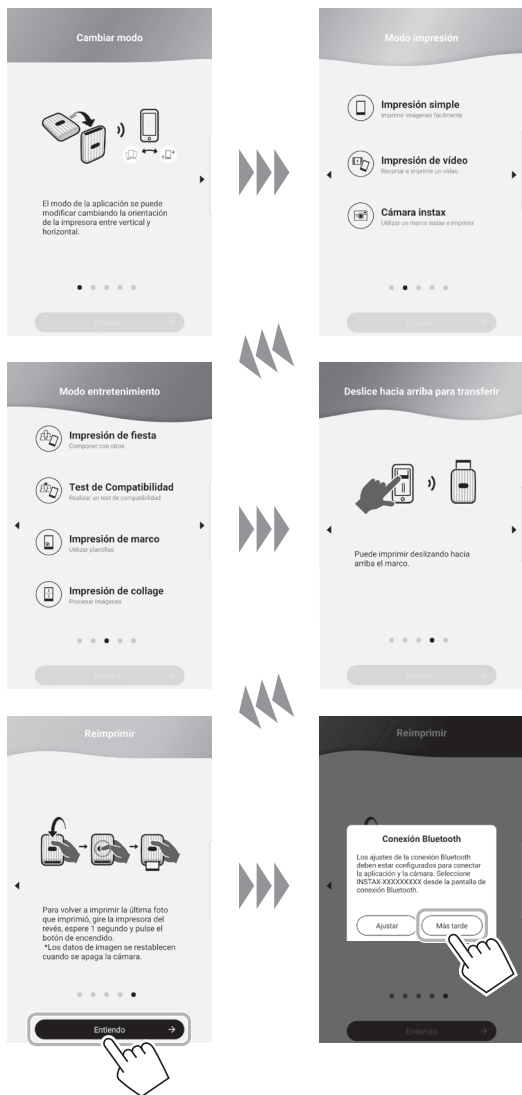 Cambiar modo
El modo de la aplicación se puede
modificar cambiando la orientación
de la impresora entre vertical y
horizontal.
Entiendo
Modo impresión
Impresión simple
Imprimir imágenes fácilmente
Impresión de vídeo
Recortar e imprimir un vídeo
Cámara instax
Utilizar un marco instax e imprimir
Entiendo
Modo entretenimiento
Impresión de fiesta
Componer con otros
Test de Compatibilidad
Realizar un test de compatibilidad
Impresión de marco
Utilizar plantillas
Impresión de collage
Procesar imágenes
Entiendo
Deslice hacia arriba para transferir
Puede imprimir deslizando hacia
arriba el marco.
Entiendo
Reimprimir
Para volver a imprimir la última foto
que imprimió, gire la impresora del
revés, espere 1 segundo y pulse el
botón de encendido.
*Los datos de imagen se restablecen
cuando se apaga la cámara.
Entiendo
Reimprimir
Conexión Bluetooth
Los ajustes de la conexión Bluetooth
deben estar configurados para conectar
la aplicación y la cámara. Seleccione
INSTAX-XXXXXXXXX desde la pantalla de
conexión Bluetooth.
Ajustar
Más tarde
Entiendo